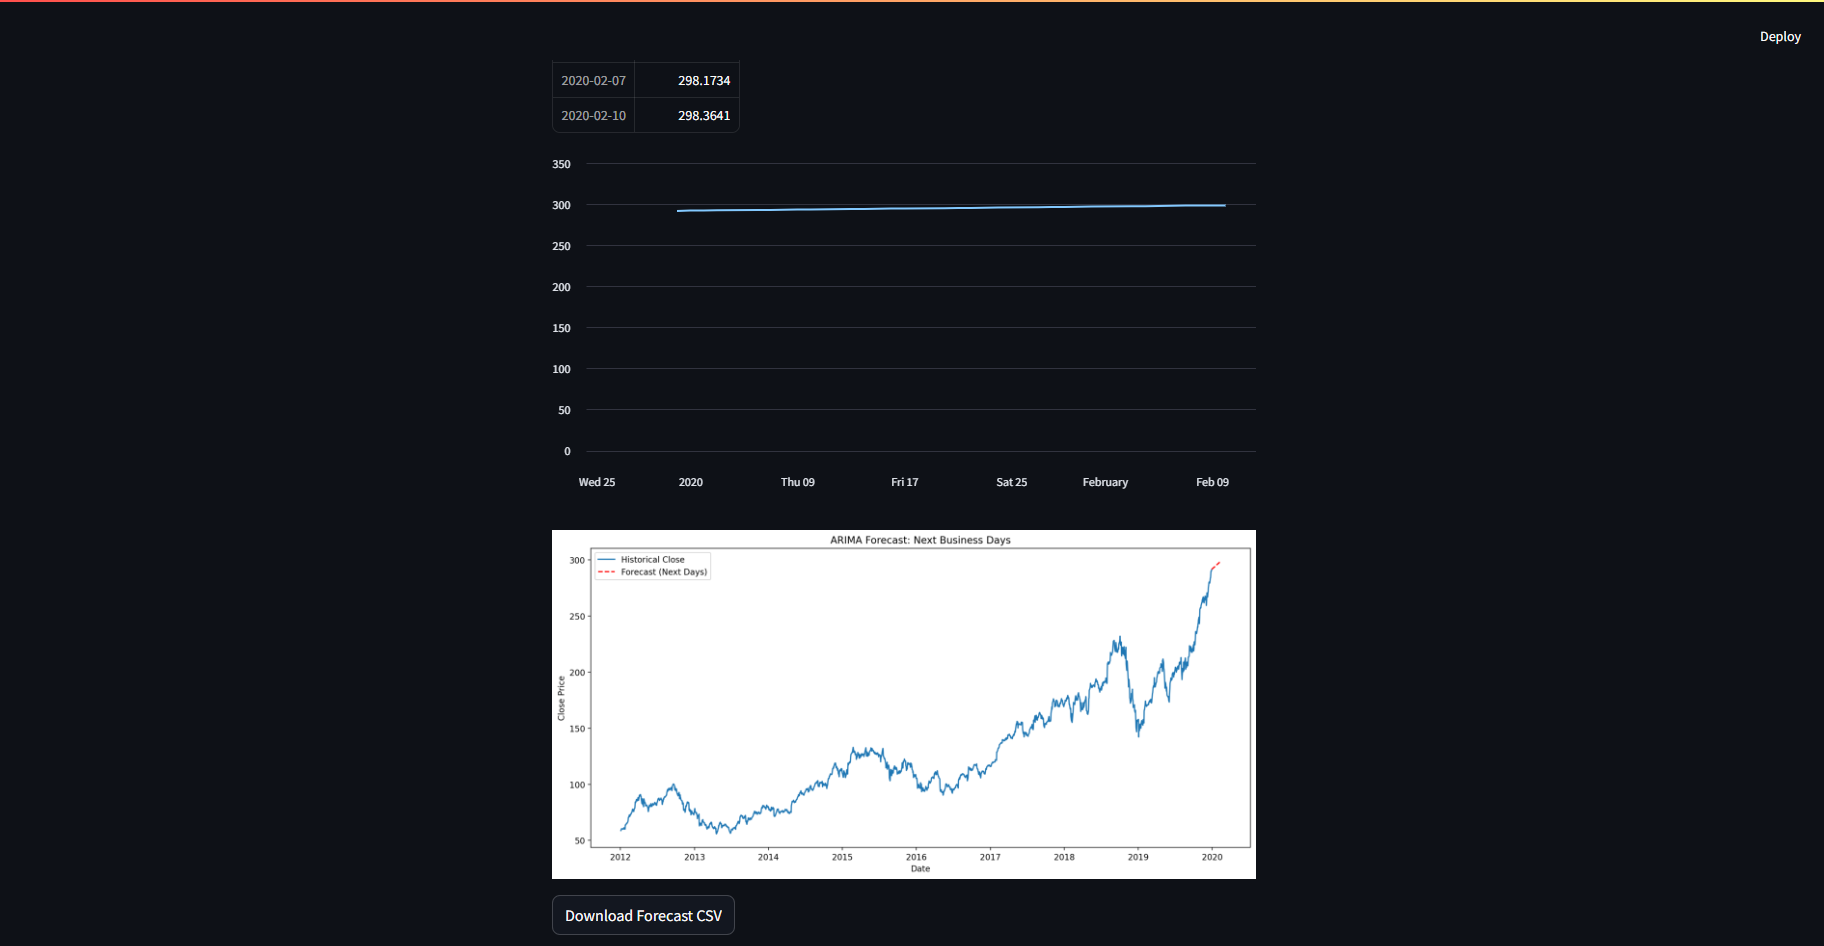 Deploy
2020-02-07 298.1734
2020-02-10 298.3641
350
300
250
200
150
100
50
0
Wed 25 2020 Thu 09 Fri 17 Sat 25 February Feb 09
ARIMA Forecast: Next Business Days
Historical Close
Forecast (Next Days)
300
250
200
150
100
50
Close Price
2012 2013 2014 2015 2016 2017 2018 2019 2020
Date
Download Forecast CSV